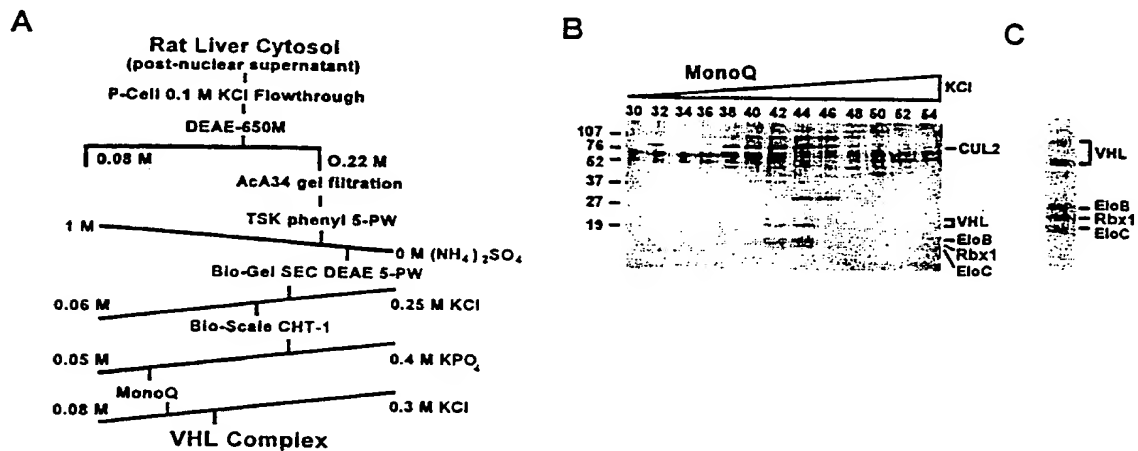 A
Rat Liver Cytosol
(post-nuclear supernatant)
P-Cell 0.1 M KCl Flowthrough
DEAE-650M
0.08 M
0.22 M
AcA34 gel filtration
TSK phenyl 5-PW
1 M
0 M (NH4)2SO4
Bio-Gel SEC DEAE 5-PW
0.06 M
0.25 M KCl
Bio-Scale CHT-1
0.05 M
0.4 M KPO4
MonoQ
0.08 M
0.3 M KCl
VHL Complex
B
MonoQ
KCl
30 32 34 36 38 40 42 44 46 48 50 52 54
107
76
62
37
27
19
CUL2
VHL
EloB
Rbx1
EloC
C
VHL
EloB
Rbx1
EloC